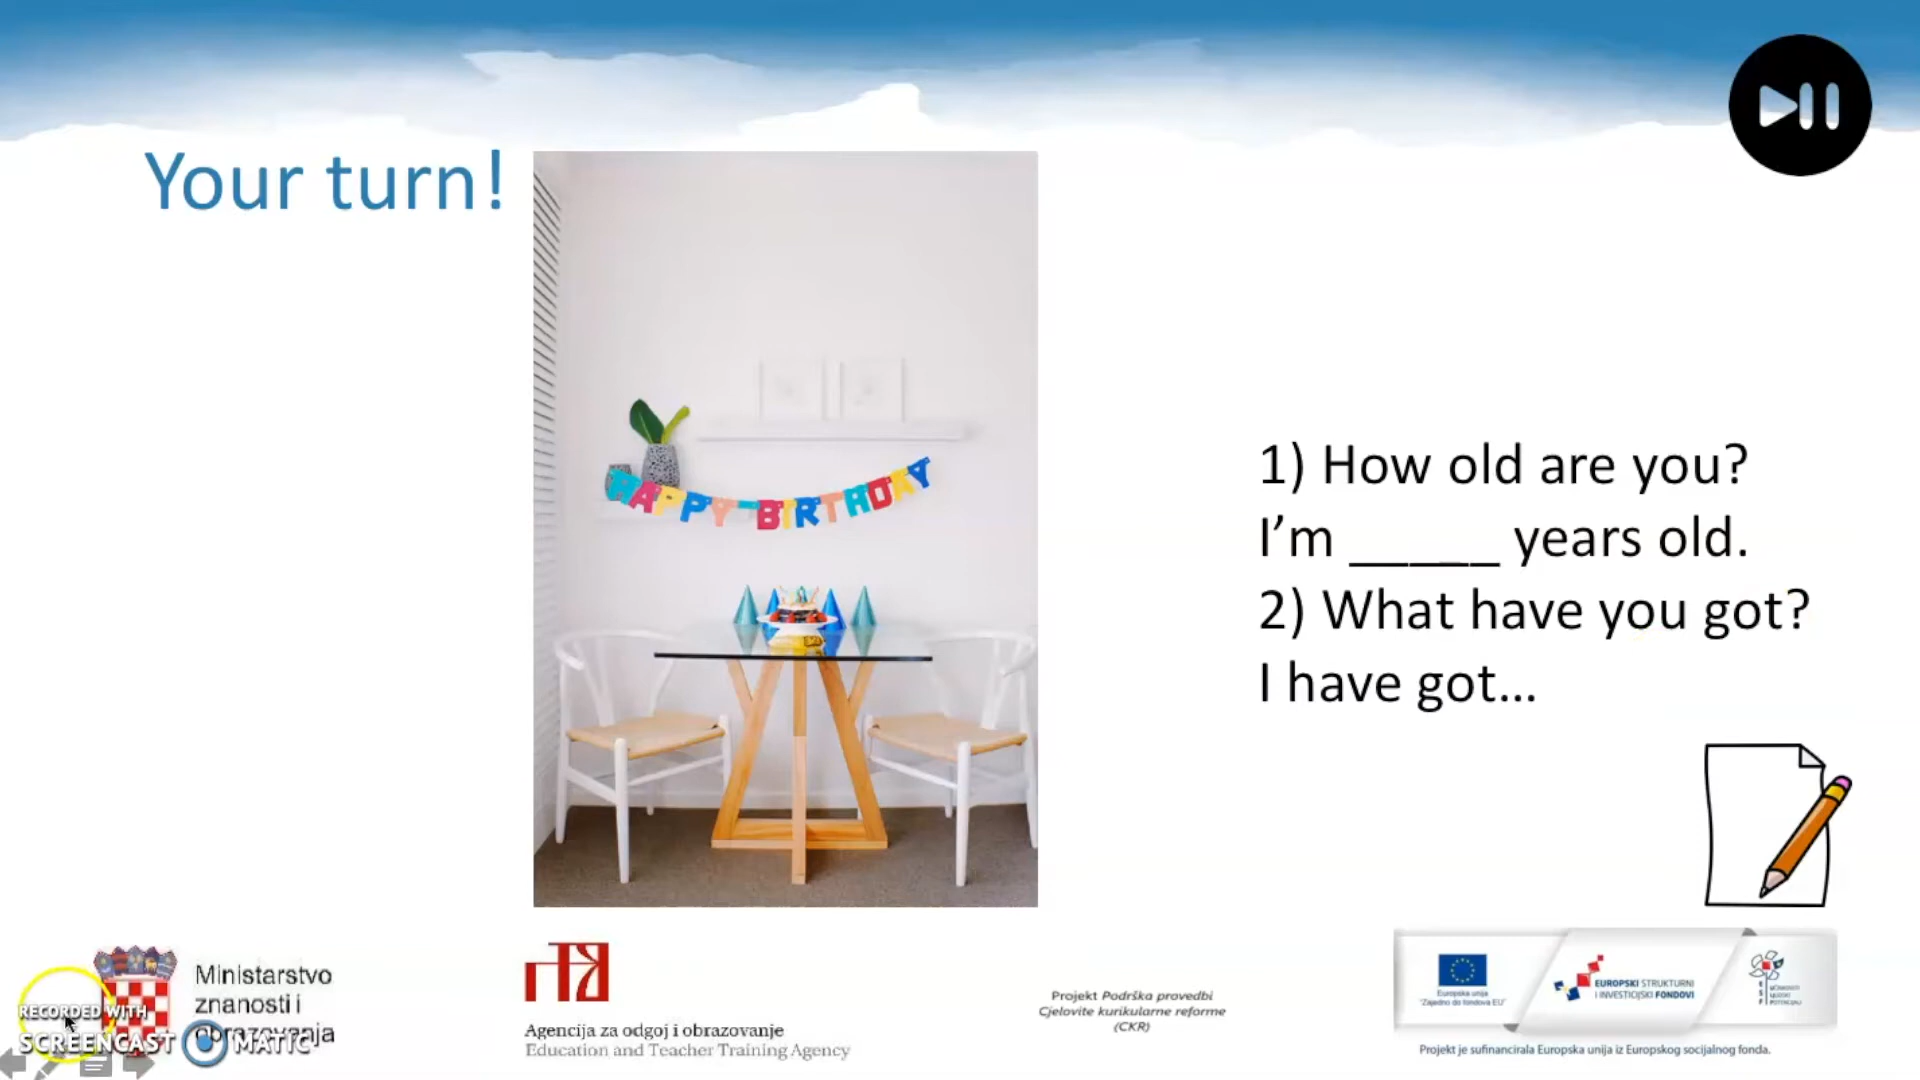 Your turn!
HAPPY BIRTHDAY
1) How old are you?
I’m _____ years old.
2) What have you got?
I have got...
Ministarstvo
znanosti i
obrazovanja
RECORDED WITH
SCREENCAST MATIC
Agencija za odgoj i obrazovanje
Education and Teacher Training Agency
Projekt Podrška provedbi
Cjelovite kurikularne reforme
(CKR)
Europska unija
"Zajedno do fondova EU"
EUROPSKI STRUKTURNI
I INVESTICIJSKI FONDOVI
Projekt je sufinancirala Europska unija iz Europskog socijalnog fonda.